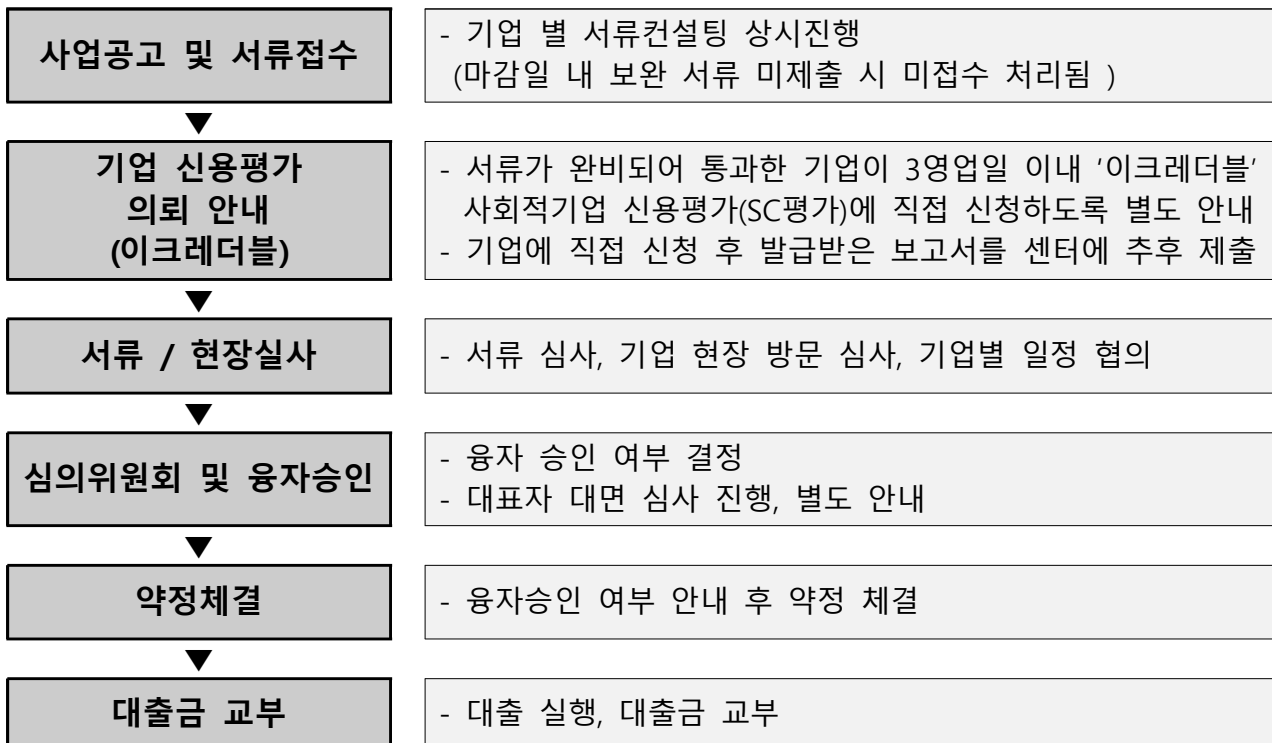 사업공고 및 서류접수
- 기업 별 서류컨설팅 상시진행
(마감일 내 보완 서류 미제출 시 미접수 처리됨 )
▼
기업 신용평가
의뢰 안내
(이크레더블)
- 서류가 완비되어 통과한 기업이 3영업일 이내 ‘이크레더블’
사회적기업 신용평가(SC평가)에 직접 신청하도록 별도 안내
- 기업에 직접 신청 후 발급받은 보고서를 센터에 추후 제출
▼
서류 / 현장실사
- 서류 심사, 기업 현장 방문 심사, 기업별 일정 협의
▼
심의위원회 및 융자승인
- 융자 승인 여부 결정
- 대표자 대면 심사 진행, 별도 안내
▼
약정체결
- 융자승인 여부 안내 후 약정 체결
▼
대출금 교부
- 대출 실행, 대출금 교부